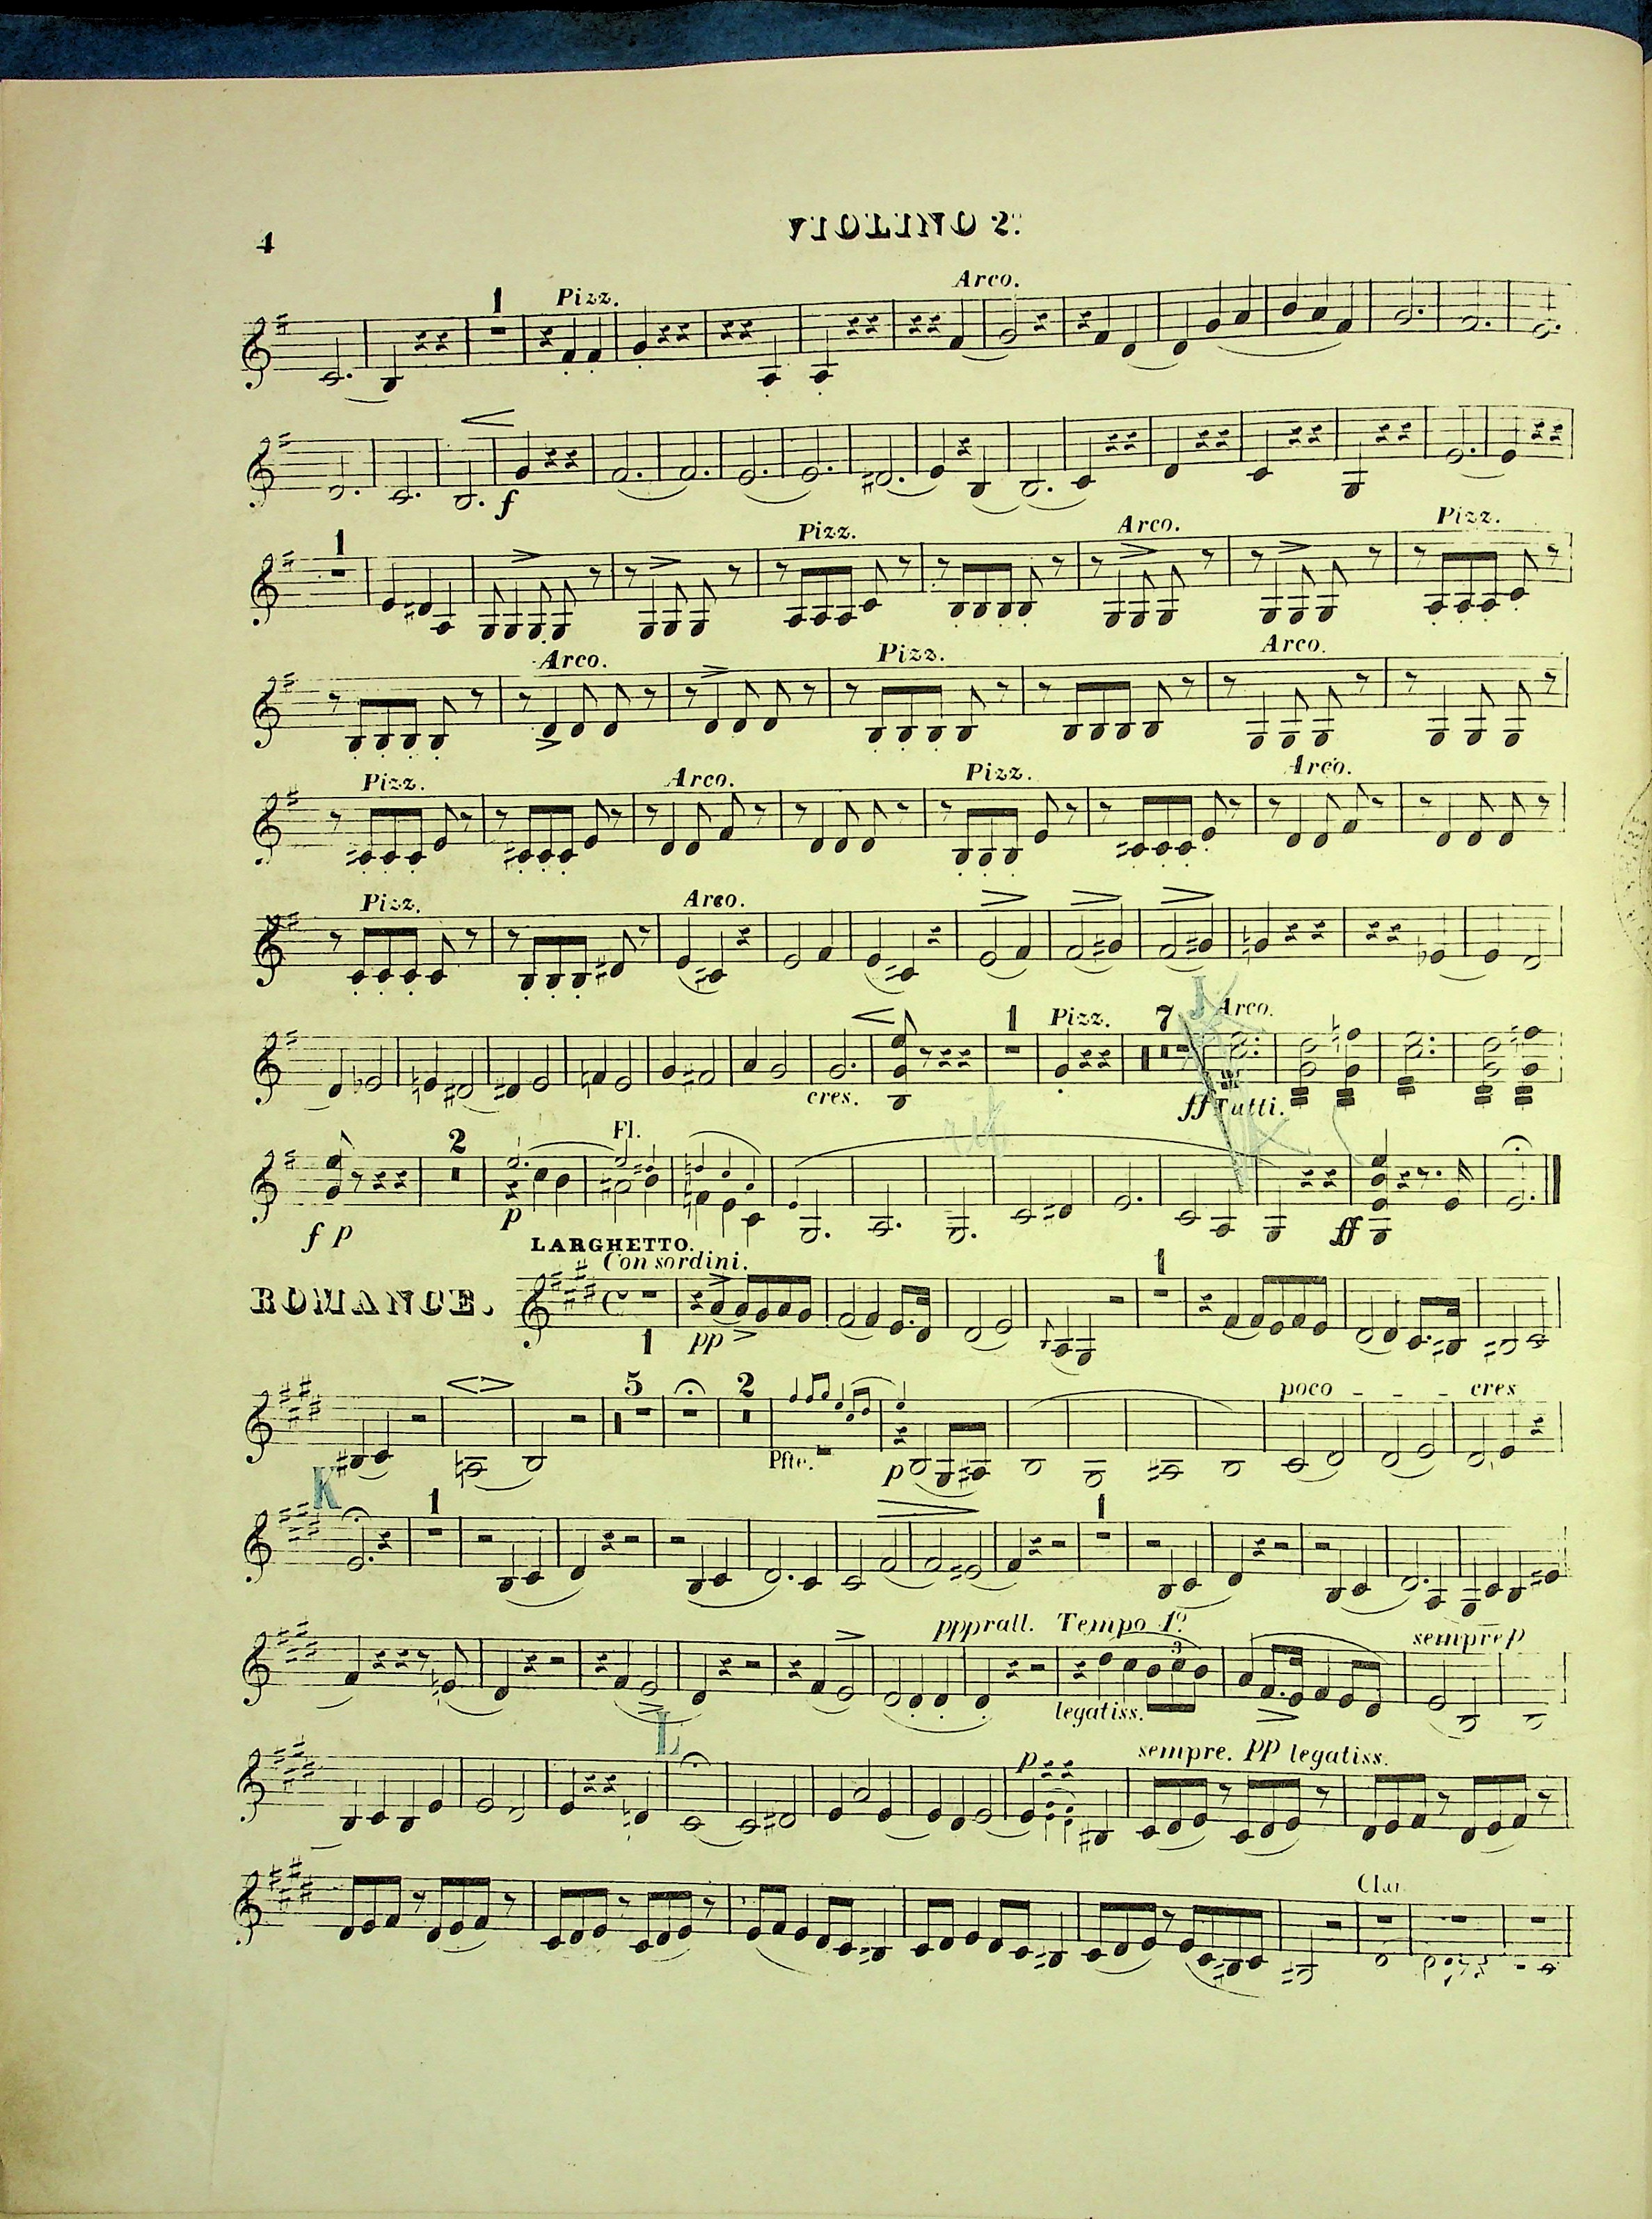 4
VIOLINO 2º
1 Pizz. Arco.
f
1 Pizz. Arco. Pizz.
Arco. Pizz. Arco.
Pizz. Arco. Pizz. Arco.
Pizz. Arco.
cres. 1 Pizz. 7 J Arco. ff Tutti.
f p 2 p Fl. ff
ROMANCE.
LARGHETTO.
Con sordini.
1 pp 1
5 2 Pfte. p poco - - - cres
K 1 1
ppp rall. Tempo 1º legatiss. 3 sempre p
L p sempre. PP legatiss.
Clar